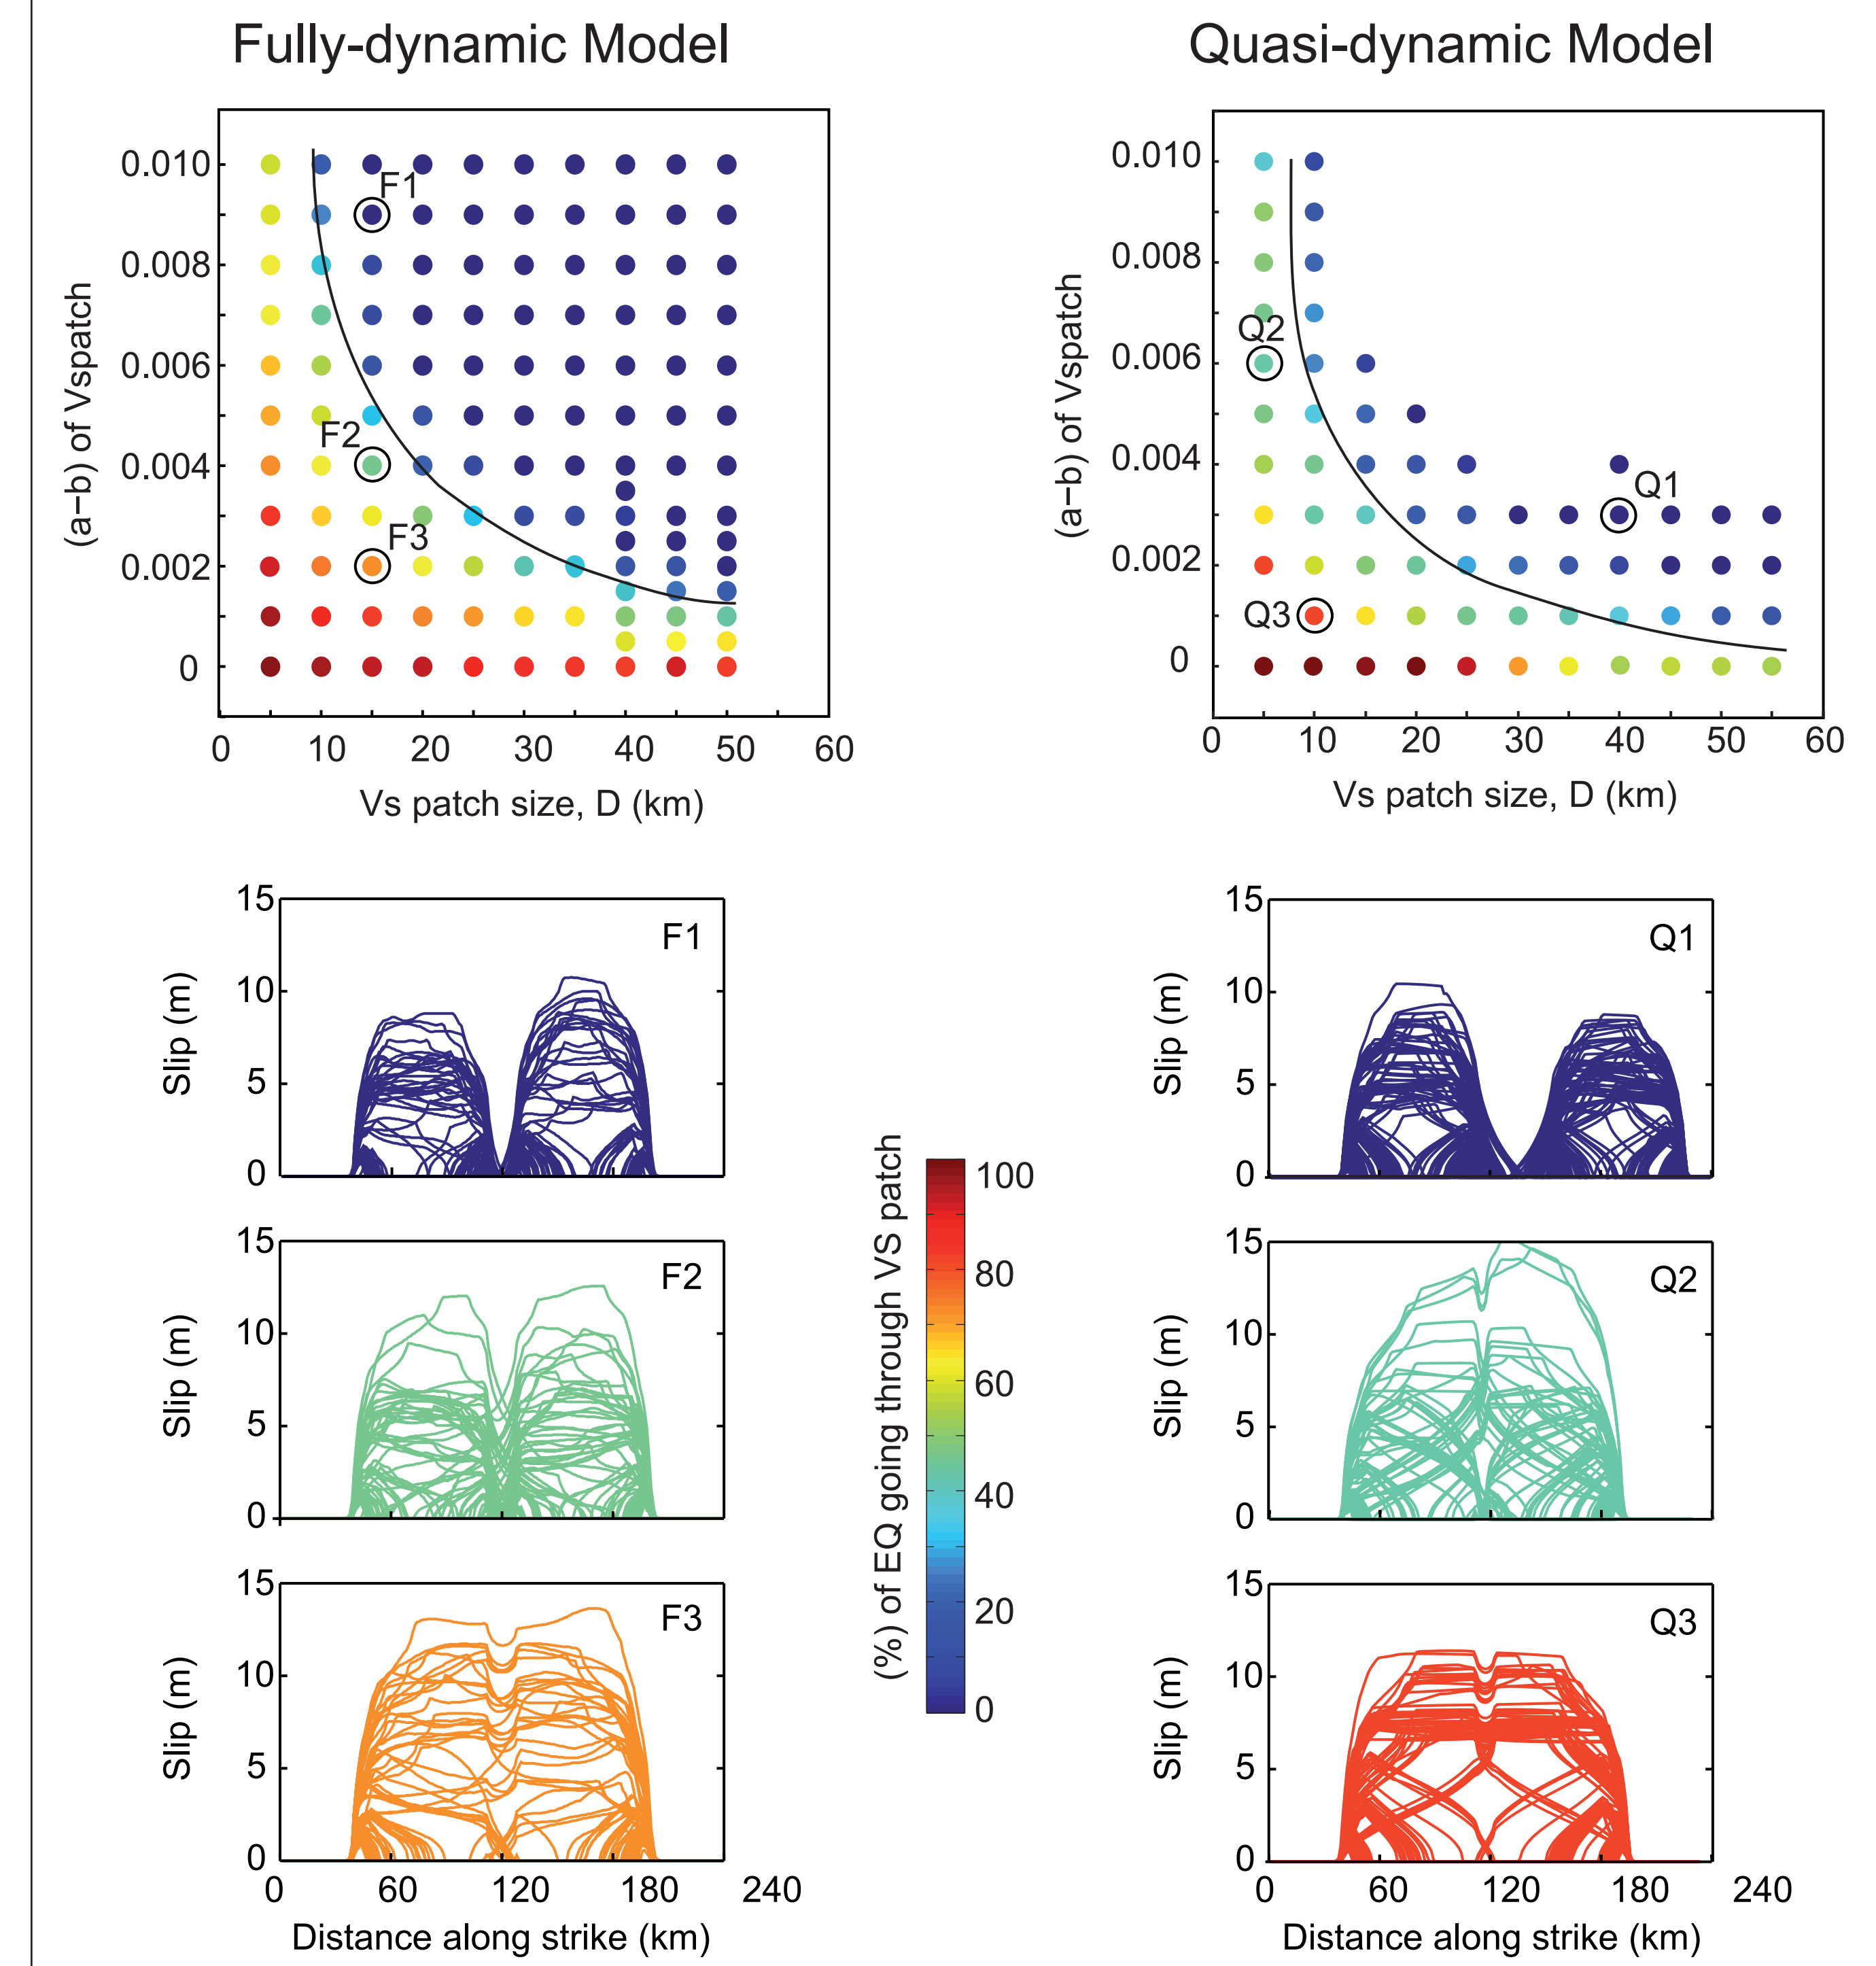 Fully-dynamic Model
0.010
0.008
0.006
0.004
0.002
0
(a−b) of Vspatch
F1
F2
F3
0 10 20 30 40 50 60
Vs patch size, D (km)
Quasi-dynamic Model
0.010
0.008
0.006
0.004
0.002
0
(a−b) of Vspatch
Q2
Q1
Q3
0 10 20 30 40 50 60
Vs patch size, D (km)
15
10
5
0
Slip (m)
F1
15
10
5
0
Slip (m)
F2
15
10
5
0
Slip (m)
F3
0 60 120 180 240
Distance along strike (km)
(%) of EQ going through VS patch
100
80
60
40
20
0
15
10
5
0
Slip (m)
Q1
15
10
5
0
Slip (m)
Q2
15
10
5
0
Slip (m)
Q3
0 60 120 180 240
Distance along strike (km)